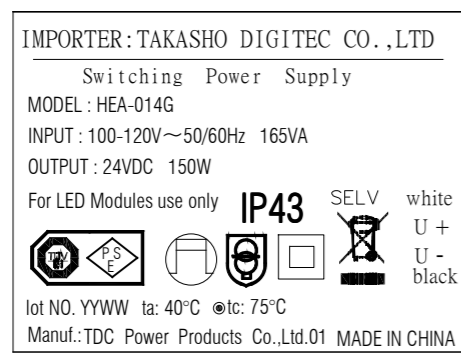 IMPORTER:TAKASHO DIGITEC CO.,LTD
Switching Power Supply
MODEL : HEA-014G
INPUT : 100-120V～50/60Hz 165VA
OUTPUT : 24VDC 150W
For LED Modules use only IP43 SELV white
U +
U -
black
TÜV PSE
lot NO. YYWW ta: 40°C ◉tc: 75°C
Manuf.:TDC Power Products Co.,Ltd.01 MADE IN CHINA